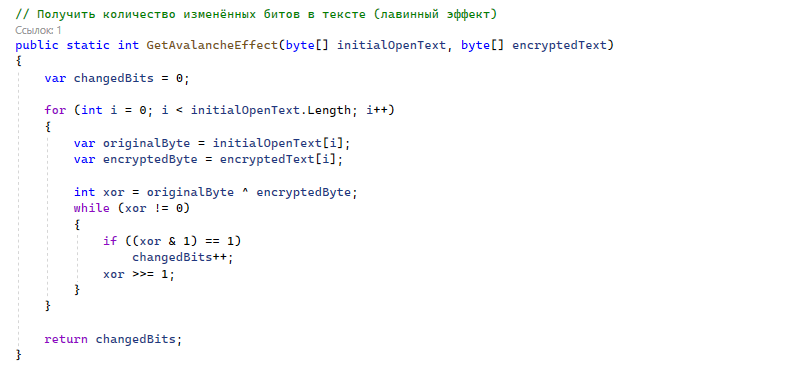 // Получить количество изменённых битов в тексте (лавинный эффект)
Ссылок: 1
public static int GetAvalancheEffect(byte[] initialOpenText, byte[] encryptedText)
{
    var changedBits = 0;

    for (int i = 0; i < initialOpenText.Length; i++)
    {
        var originalByte = initialOpenText[i];
        var encryptedByte = encryptedText[i];

        int xor = originalByte ^ encryptedByte;
        while (xor != 0)
        {
            if ((xor & 1) == 1)
                changedBits++;
            xor >>= 1;
        }
    }

    return changedBits;
}